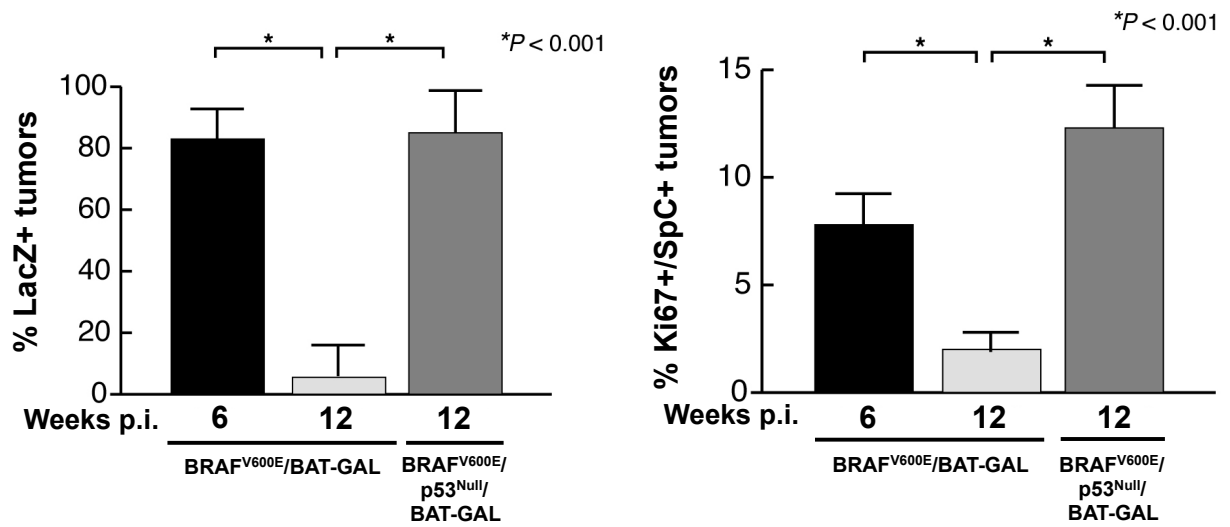 *P < 0.001
* *
% LacZ+ tumors
100
80
60
40
20
0
Weeks p.i. 6 12 12
BRAFV600E/BAT-GAL
BRAFV600E/
p53Null/
BAT-GAL
*P < 0.001
* *
% Ki67+/SpC+ tumors
15
10
5
0
Weeks p.i. 6 12 12
BRAFV600E/BAT-GAL
BRAFV600E/
p53Null/
BAT-GAL